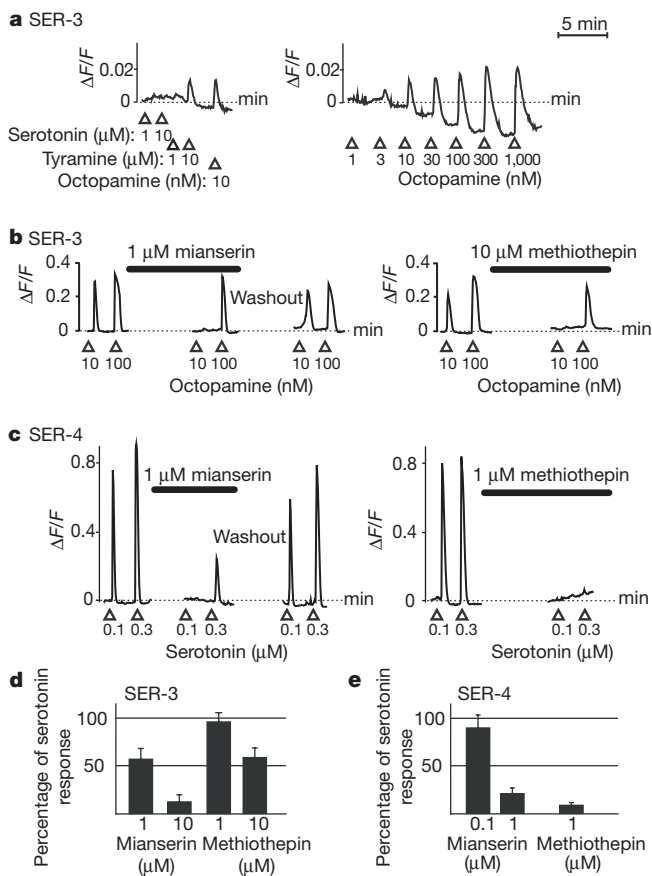 a SER-3
5 min
ΔF/F
0.02
0
min
Serotonin (μM): 1 10
Tyramine (μM): 1 10
Octopamine (nM): 10
ΔF/F
0.02
0
min
1 3 10 30 100 300 1,000
Octopamine (nM)
b SER-3
1 μM mianserin
ΔF/F
0.4
0.2
0
Washout
10 100 10 100 10 100
Octopamine (nM)
10 μM methiothepin
ΔF/F
0.4
0.2
0
min
10 100 10 100
Octopamine (nM)
min
c SER-4
1 μM mianserin
ΔF/F
0.8
0.4
0
Washout
min
0.1 0.3 0.1 0.3 0.1 0.3
Serotonin (μM)
1 μM methiothepin
ΔF/F
0.8
0.4
0
min
0.1 0.3 0.1 0.3
Serotonin (μM)
d SER-3
Percentage of serotonin
response
100
50
1 10 1 10
Mianserin Methiothepin
(μM) (μM)
e SER-4
Percentage of serotonin
response
100
50
0.1 1 1
Mianserin Methiothepin
(μM) (μM)